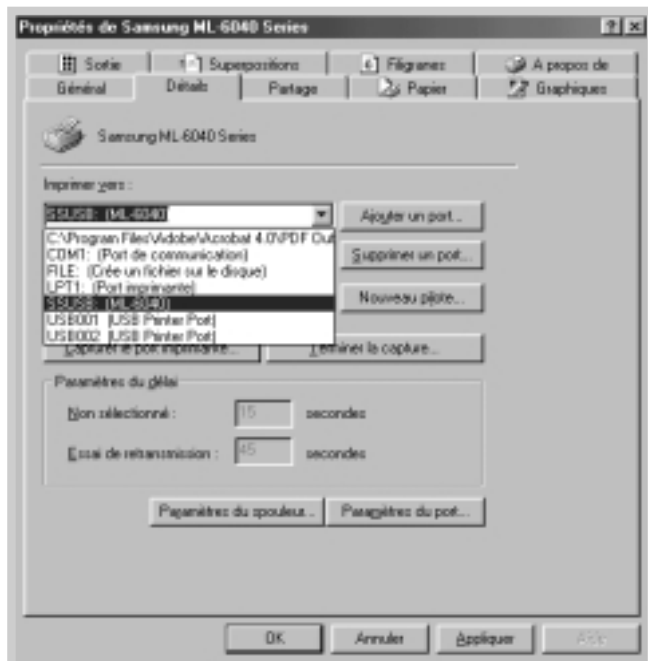 Propriétés de Samsung ML-6040 Series
Sortie
Superpositions
Filigranes
A propos de
Général
Détails
Partage
Papier
Graphiques
Samsung ML-6040 Series
Imprimer vers :
SSUSB: (ML-6040)
Ajouter un port...
C:\Program Files\Adobe\Acrobat 4.0\PDF Out
COM1: (Port de communication)
FILE: (Crée un fichier sur le disque)
LPT1: (Port imprimante)
SSUSB: (ML-6040)
USB001 (USB Printer Port)
USB002 (USB Printer Port)
Supprimer un port...
Nouveau pilote...
Capturer le port imprimante...
Terminer la capture...
Paramètres du délai
Non sélectionné :
15
secondes
Essai de retransmission :
45
secondes
Paramètres du spouleur...
Paramètres du port...
OK
Annuler
Appliquer
Aide